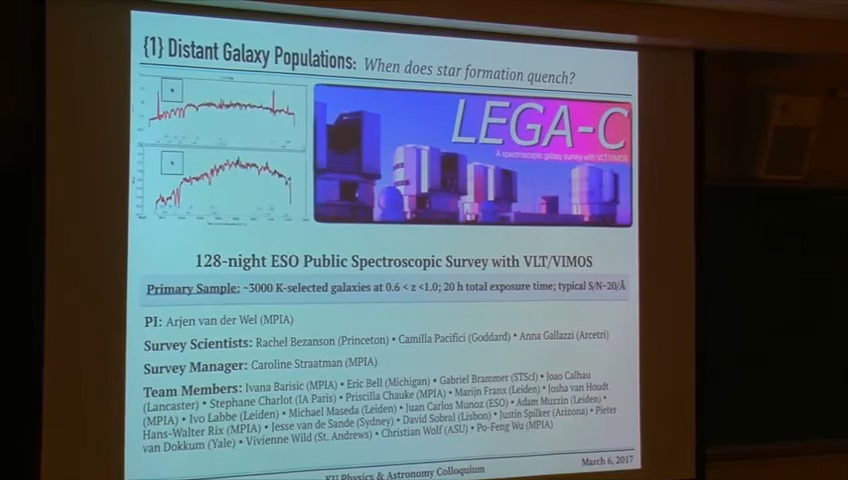 {1} Distant Galaxy Populations: When does star formation quench?
LEGA-C
A spectroscopic galaxy survey with VLT/VIMOS
128-night ESO Public Spectroscopic Survey with VLT/VIMOS
Primary Sample: ~3000 K-selected galaxies at 0.6 < z <1.0; 20 h total exposure time; typical S/N~20/Å
PI: Arjen van der Wel (MPIA)
Survey Scientists: Rachel Bezanson (Princeton) • Camilla Pacifici (Goddard) • Anna Gallazzi (Arcetri)
Survey Manager: Caroline Straatman (MPIA)
Team Members: Ivana Barisic (MPIA) • Eric Bell (Michigan) • Gabriel Brammer (STScI) • Joao Calhau
(Lancaster) • Stephane Charlot (IA Paris) • Priscilla Chauke (MPIA) • Marijn Franx (Leiden) • Josha van Houdt
(MPIA) • Ivo Labbe (Leiden) • Michael Maseda (Leiden) • Juan Carlos Munoz (ESO) • Adam Muzzin (Leiden) •
Hans-Walter Rix (MPIA) • Jesse van de Sande (Sydney) • David Sobral (Lisbon) • Justin Spilker (Arizona) • Pieter
van Dokkum (Yale) • Vivienne Wild (St. Andrews) • Christian Wolf (ASU) • Po-Feng Wu (MPIA)
KU Physics & Astronomy Colloquium
March 6, 2017